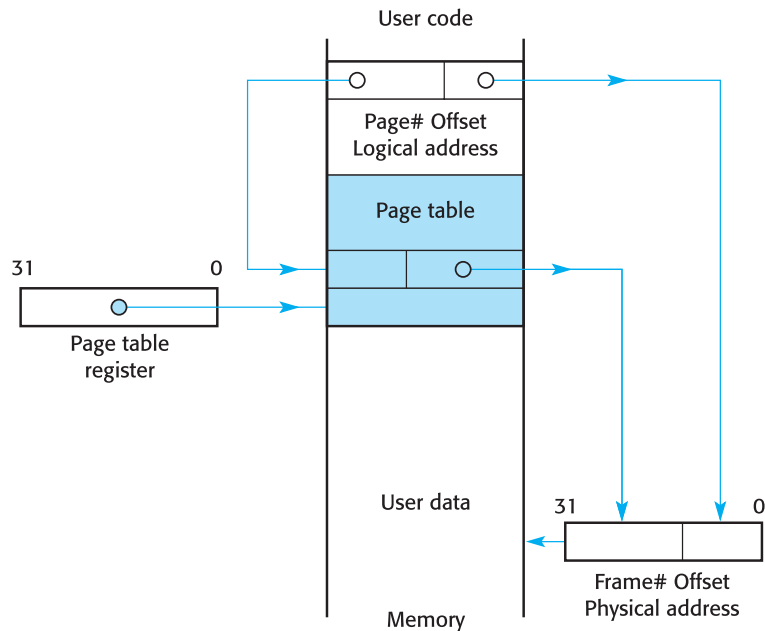 User code
Page# Offset
Logical address
Page table
31 0
Page table
register
User data
31 0
Frame# Offset
Physical address
Memory